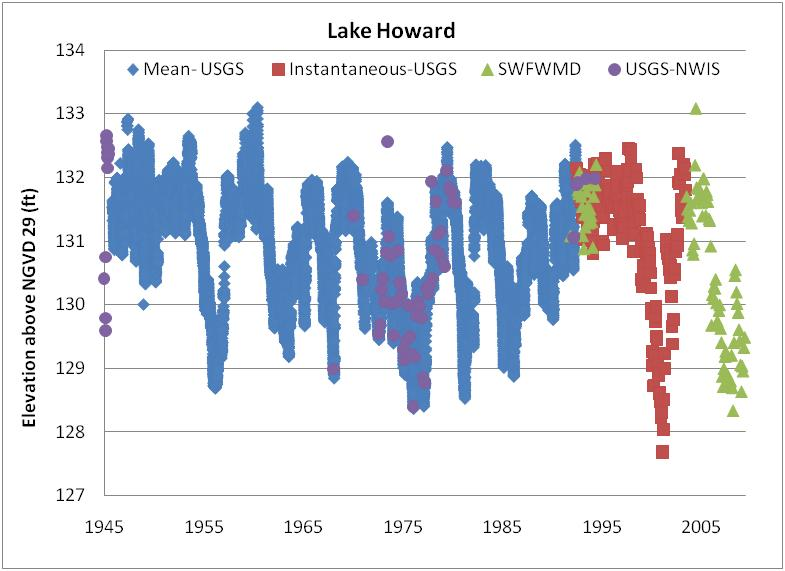 Lake Howard
Mean- USGS Instantaneous-USGS SWFWMD USGS-NWIS
Elevation above NGVD 29 (ft)
134
133
132
131
130
129
128
127
1945 1955 1965 1975 1985 1995 2005